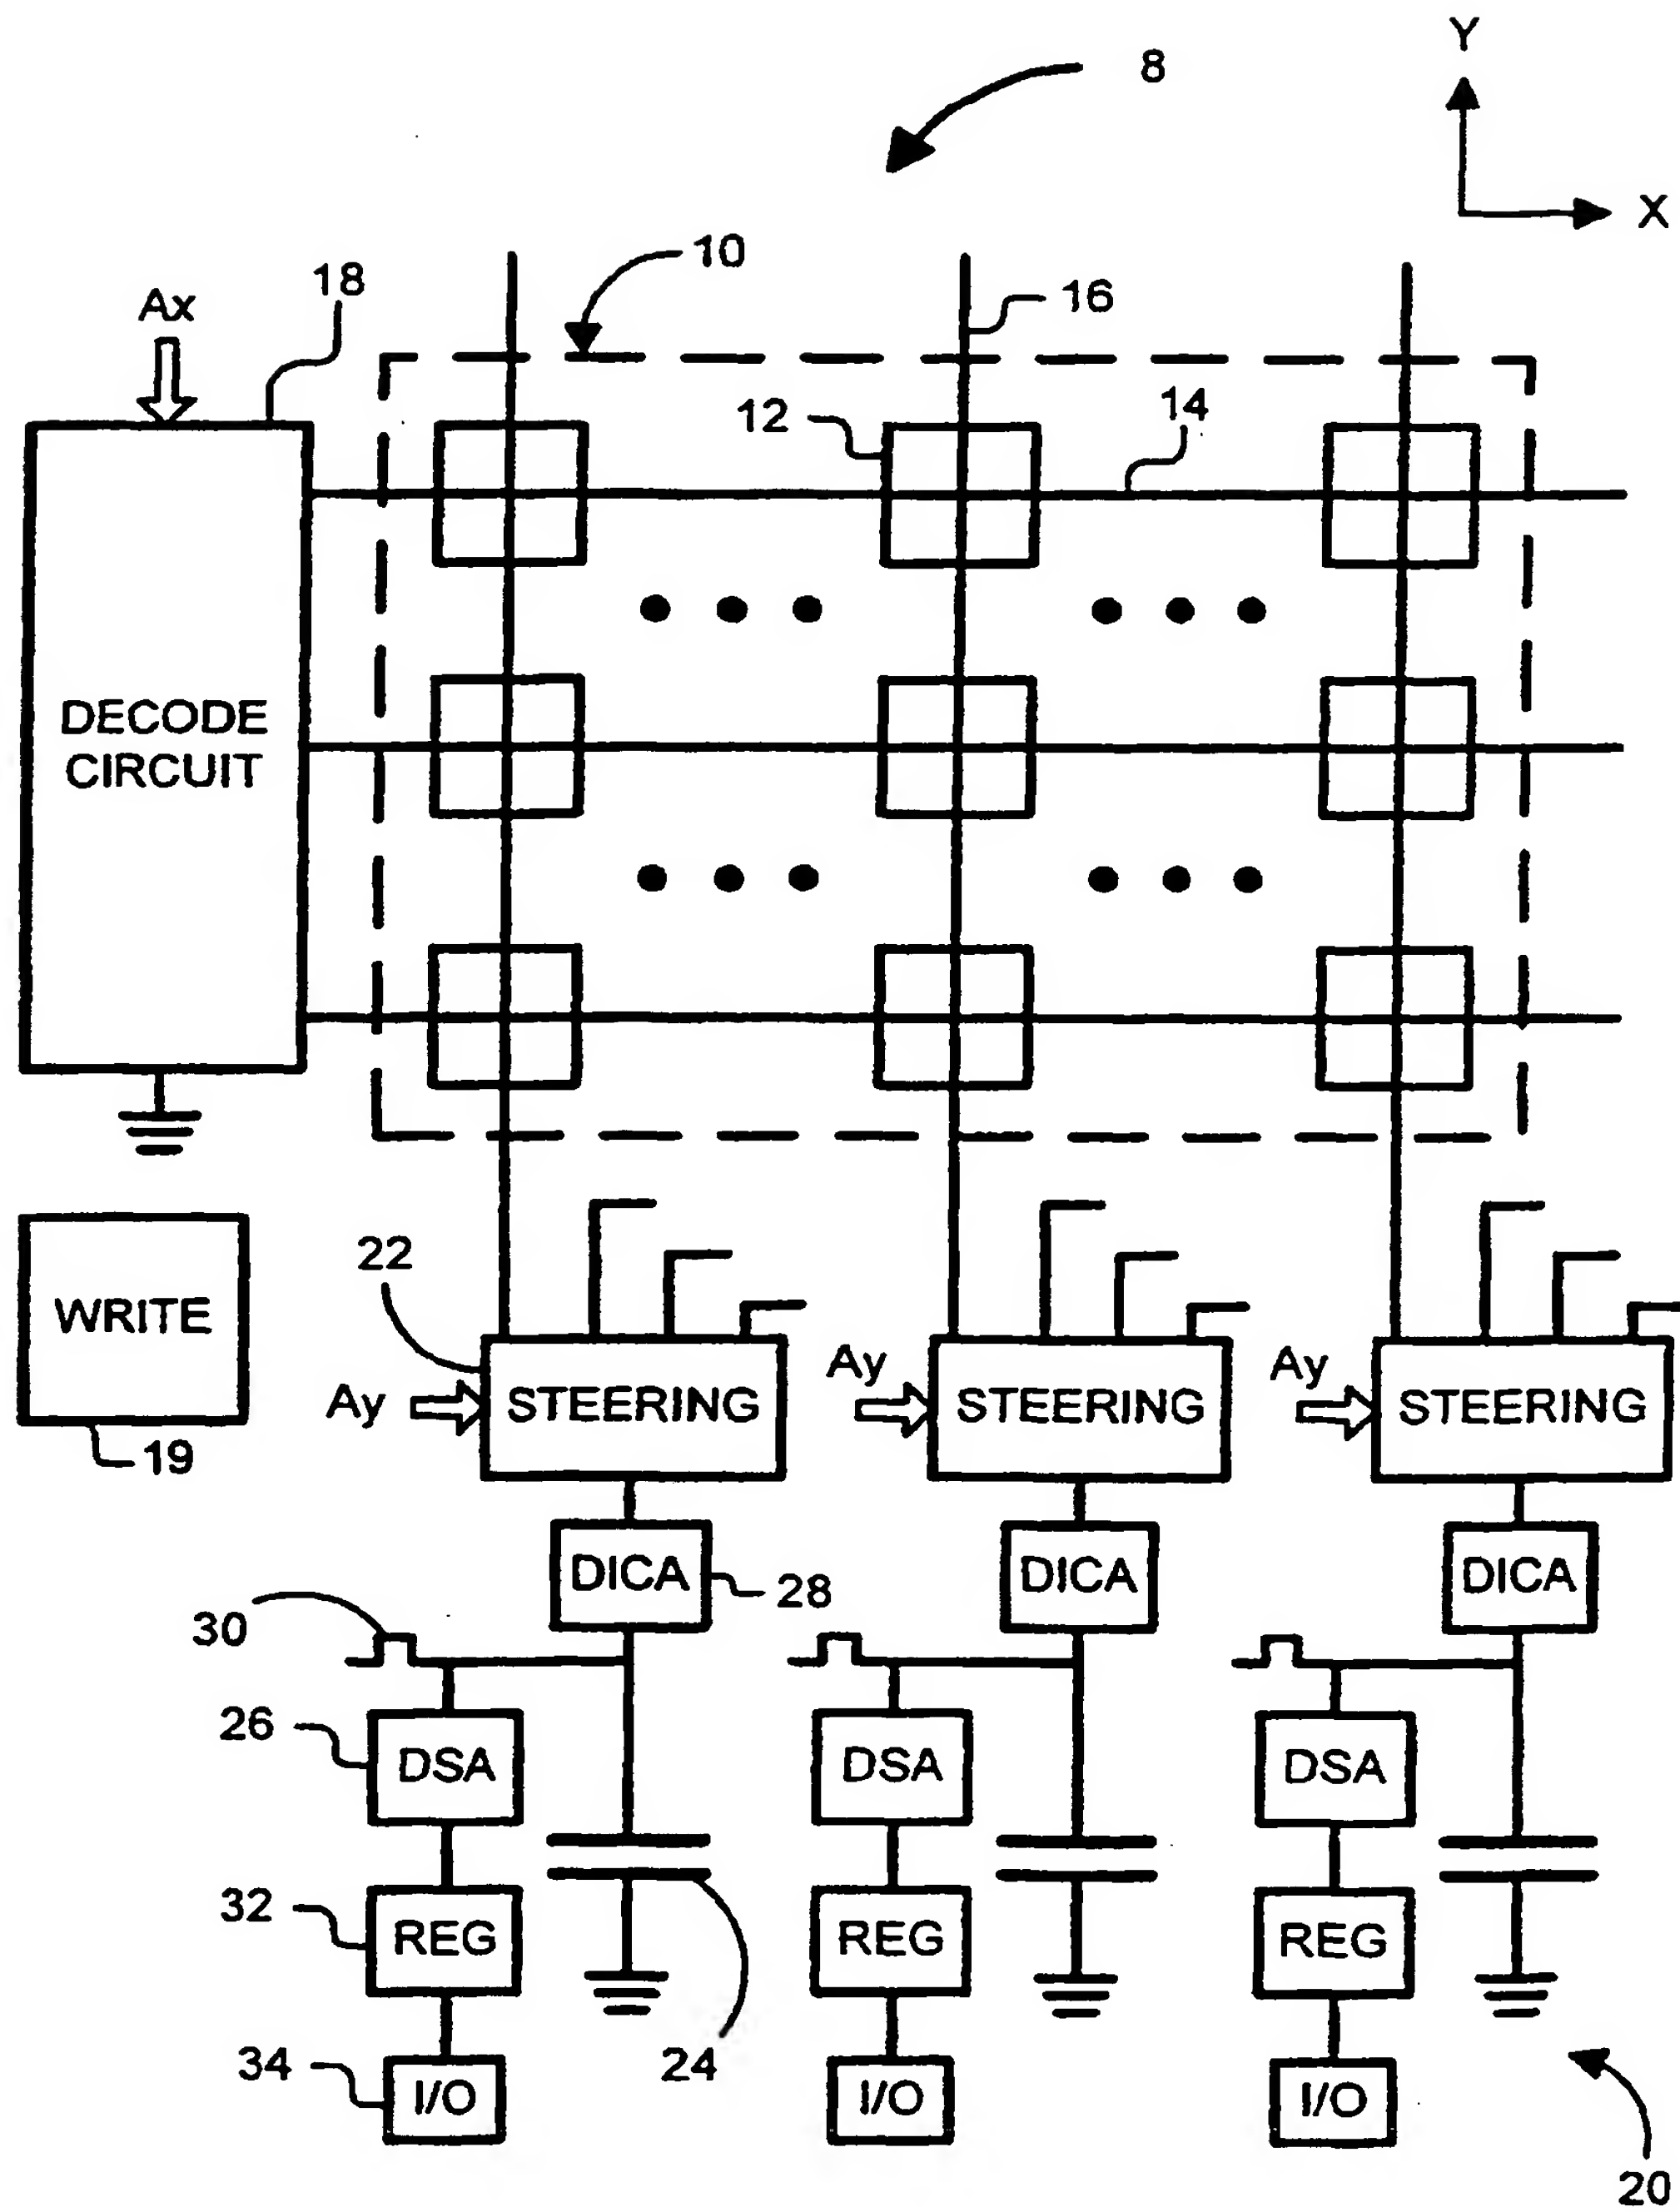 Y
8
X
10
18
16
Ax
12
14
DECODE
CIRCUIT
22
WRITE
Ay
STEERING
Ay
STEERING
Ay
STEERING
19
DICA
28
DICA
DICA
30
26
DSA
DSA
DSA
32
REG
REG
REG
34
I/O
24
I/O
I/O
20